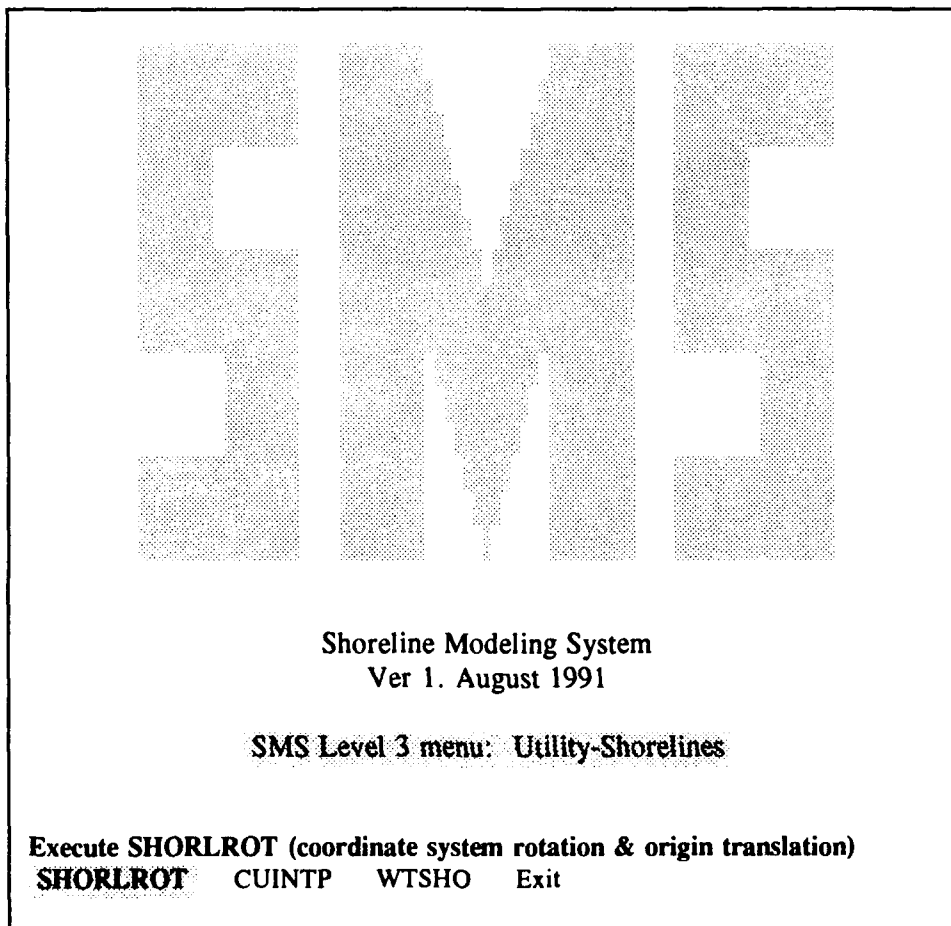 SMS
Shoreline Modeling System
Ver 1. August 1991
SMS Level 3 menu: Utility-Shorelines
Execute SHORLROT (coordinate system rotation & origin translation)
SHORLROT CUINTP WTSHO Exit